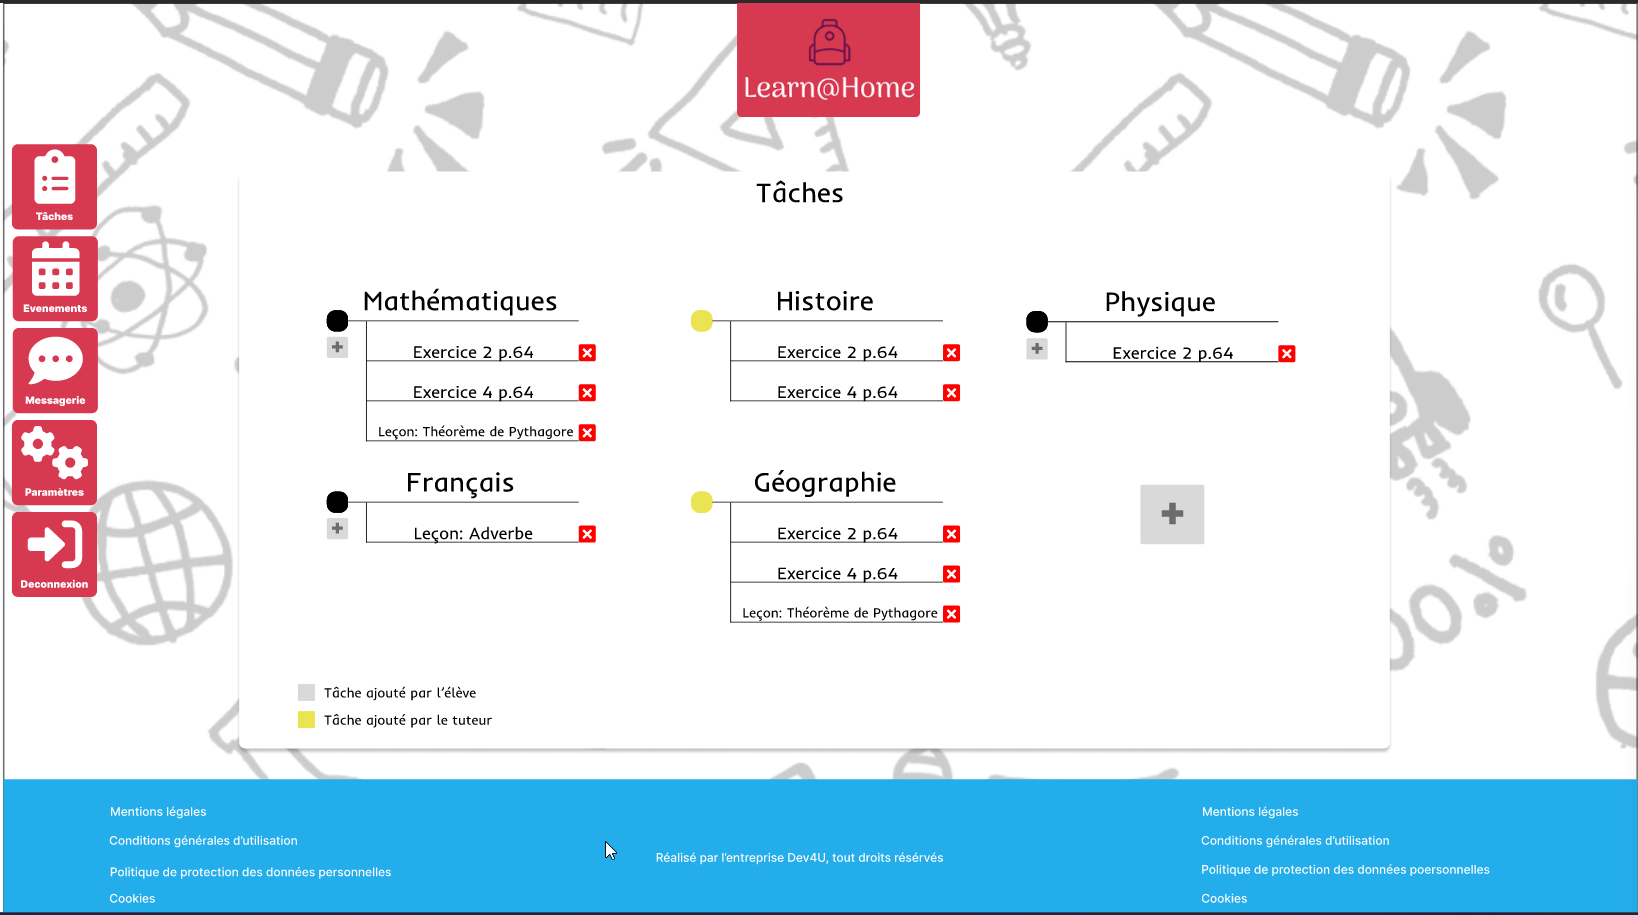 Learn@Home
Tâches
Evenements
Messagerie
Paramètres
Deconnexion
Tâches
Mathématiques
Exercice 2 p.64
Exercice 4 p.64
Leçon: Théorème de Pythagore
Histoire
Exercice 2 p.64
Exercice 4 p.64
Physique
Exercice 2 p.64
Français
Leçon: Adverbe
Géographie
Exercice 2 p.64
Exercice 4 p.64
Leçon: Théorème de Pythagore
Tâche ajouté par l'élève
Tâche ajouté par le tuteur
0%
Mentions légales
Conditions générales d'utilisation
Politique de protection des données personnelles
Cookies
Réalisé par l'entreprise Dev4U, tout droits résérvés
Mentions légales
Conditions générales d'utilisation
Politique de protection des données poersonnelles
Cookies